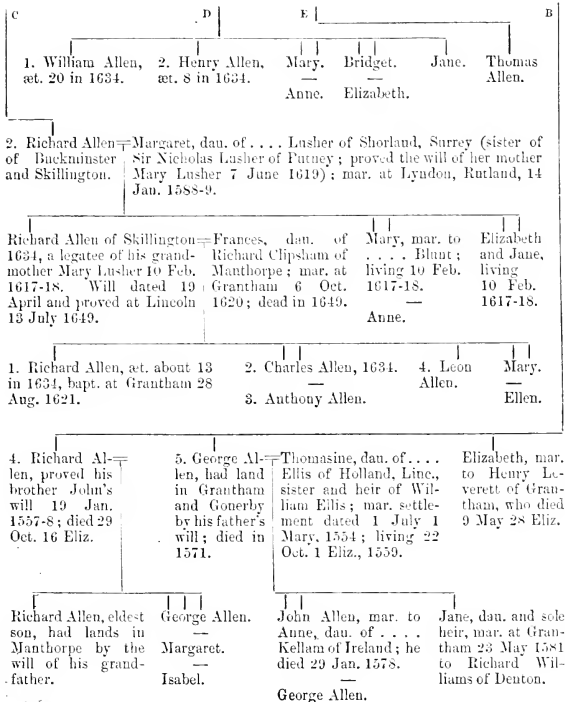 C D E B
1. William Allen,
æt. 20 in 1634.
2. Henry Allen,
æt. 8 in 1634.
Mary.
—
Anne.
Bridget.
—
Elizabeth.
Jane.
Thomas
Allen.
2. Richard Allen
of Buckminster
and Skillington.
Margaret, dau. of . . . . Lusher of Shorland, Surrey (sister of
Sir Nicholas Lusher of Putney ; proved the will of her mother
Mary Lusher 7 June 1619) ; mar. at Lyndon, Rutland, 14
Jan. 1588-9.
Richard Allen of Skillington
1634, a legatee of his grand-
mother Mary Lusher 10 Feb.
1617-18. Will dated 19
April and proved at Lincoln
13 July 1649.
Frances, dau. of
Richard Clipsham of
Manthorpe ; mar. at
Grantham 6 Oct.
1620 ; dead in 1649.
Mary, mar. to
. . . . Blunt ;
living 10 Feb.
1617-18.
—
Anne.
Elizabeth
and Jane,
living
10 Feb.
1617-18.
1. Richard Allen, æt. about 13
in 1634, bapt. at Grantham 28
Aug. 1621.
2. Charles Allen, 1634.
—
3. Anthony Allen.
4. Leon
Allen.
Mary.
—
Ellen.
4. Richard Al-
len, proved his
brother John's
will 19 Jan.
1557-8 ; died 29
Oct. 16 Eliz.
5. George Al-
len, had land
in Grantham
and Gonerby
by his father's
will ; died in
1571.
Thomasine, dau. of . . . .
Ellis of Holland, Linc.,
sister and heir of Wil-
liam Ellis ; mar. settle-
ment dated 1 July 1
Mary, 1554 ; living 22
Oct. 1 Eliz., 1559.
Elizabeth, mar.
to Henry Le-
verett of Gran-
tham, who died
9 May 28 Eliz.
Richard Allen, eldest
son, had lands in
Manthorpe by the
will of his grand-
father.
George Allen.
—
Margaret.
—
Isabel.
John Allen, mar. to
Anne, dau. of . . . .
Kellam of Ireland ; he
died 29 Jan. 1578.
—
George Allen.
Jane, dau. and sole
heir, mar. at Gran-
tham 23 May 1581
to Richard Wil-
liams of Denton.